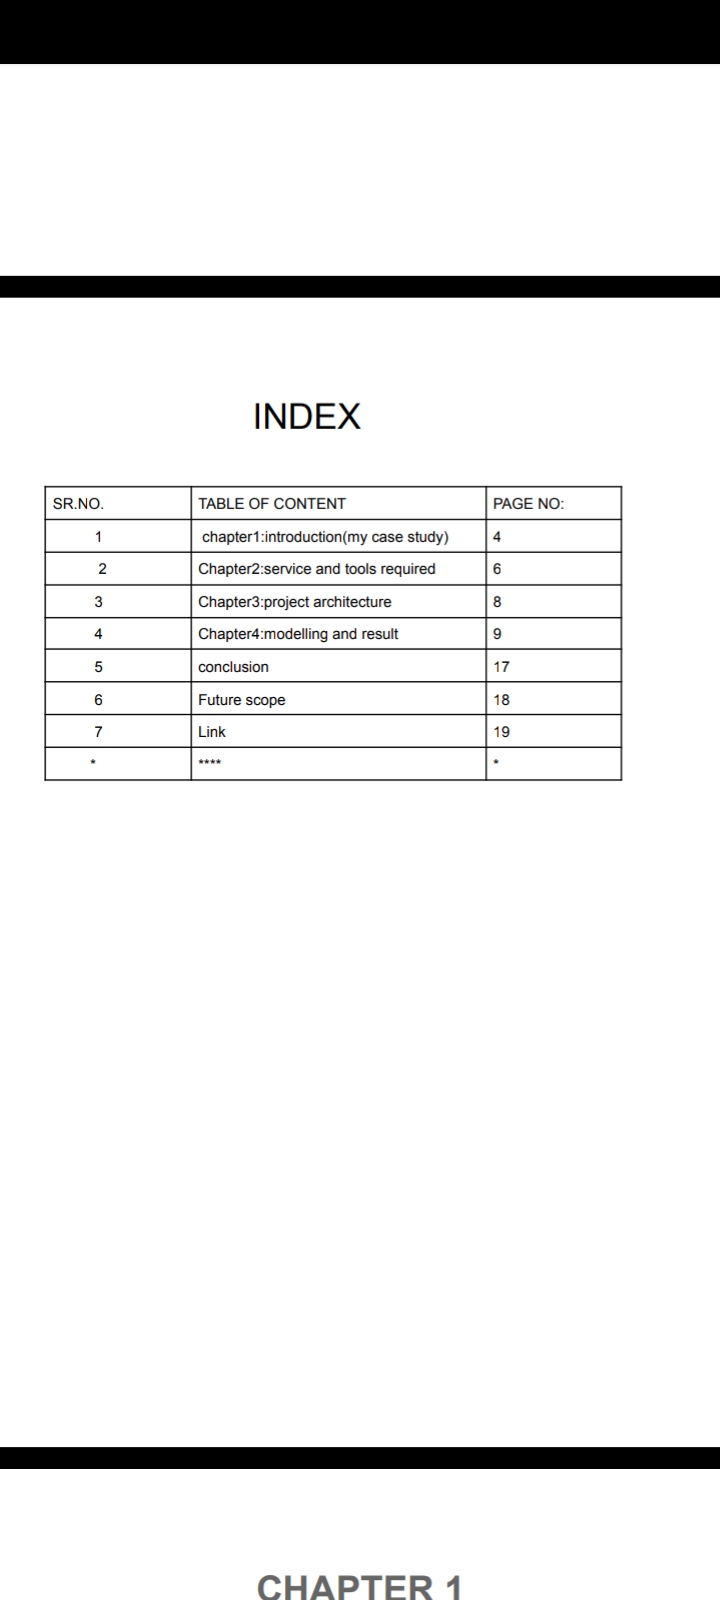 INDEX
SR.NO. TABLE OF CONTENT PAGE NO:
1 chapter1:introduction(my case study) 4
2 Chapter2:service and tools required 6
3 Chapter3:project architecture 8
4 Chapter4:modelling and result 9
5 conclusion 17
6 Future scope 18
7 Link 19
* **** *
CHAPTER 1